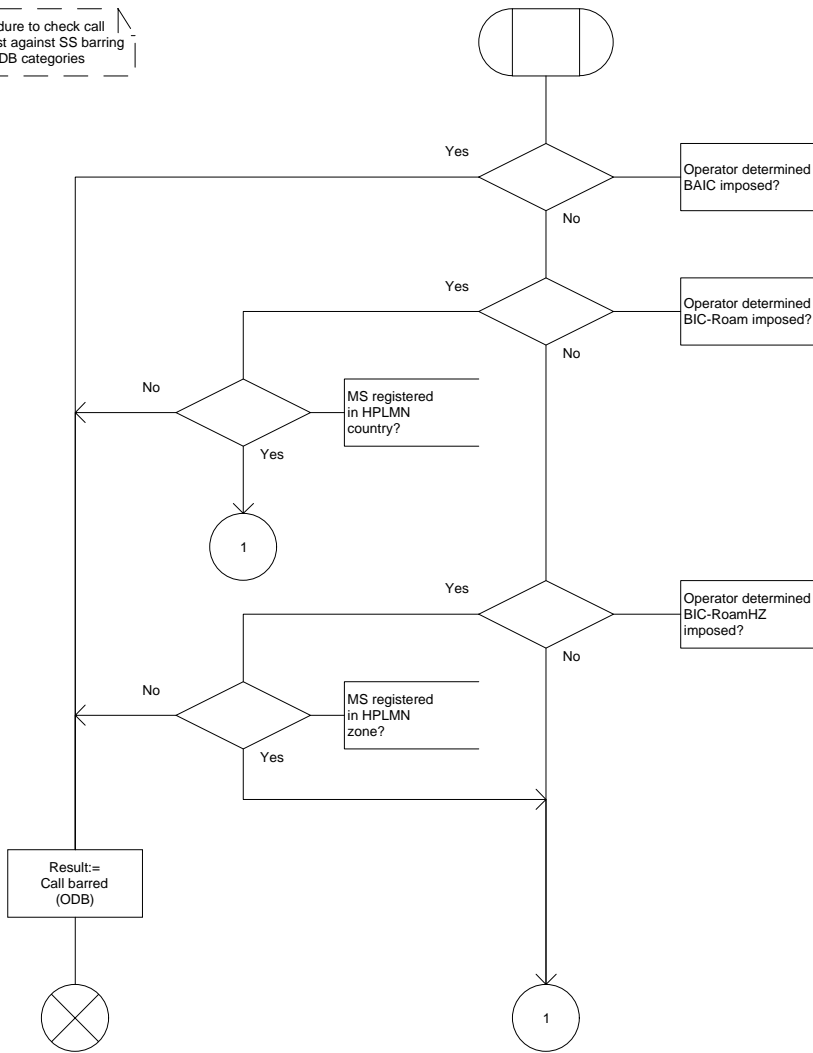 dure to check call
st against SS barring
DB categories
Yes
Operator determined
BAIC imposed?
No
Yes
Operator determined
BIC-Roam imposed?
No
No
MS registered
in HPLMN
country?
Yes
1
Yes
Operator determined
BIC-RoamHZ
imposed?
No
No
MS registered
in HPLMN
zone?
Yes
Result:=
Call barred
(ODB)
1